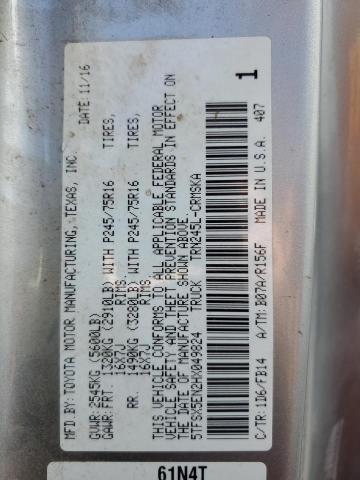 MFD.BY: TOYOTA MOTOR MANUFACTURING, TEXAS, INC. DATE: 11/16
GVWR: 2545KG (5600LB)
GAWR: FRT: 1320KG (2910LB) WITH P245/75R16 TIRES,
16X7J RIMS
RR. 1490KG (3280LB) WITH P245/75R16 TIRES,
16X7J RIMS
THIS VEHICLE CONFORMS TO ALL APPLICABLE FEDERAL MOTOR
VEHICLE SAFETY AND THEFT PREVENTION STANDARDS IN EFFECT ON
THE DATE OF MANUFACTURE SHOWN ABOVE.
5TFSX5EN2HX049824 TRUCK TRN245L-CRMSKA
1
C/TR: 1D6/FB14 A/TM: B07A/R156F MADE IN U.S.A. 407
61N4T